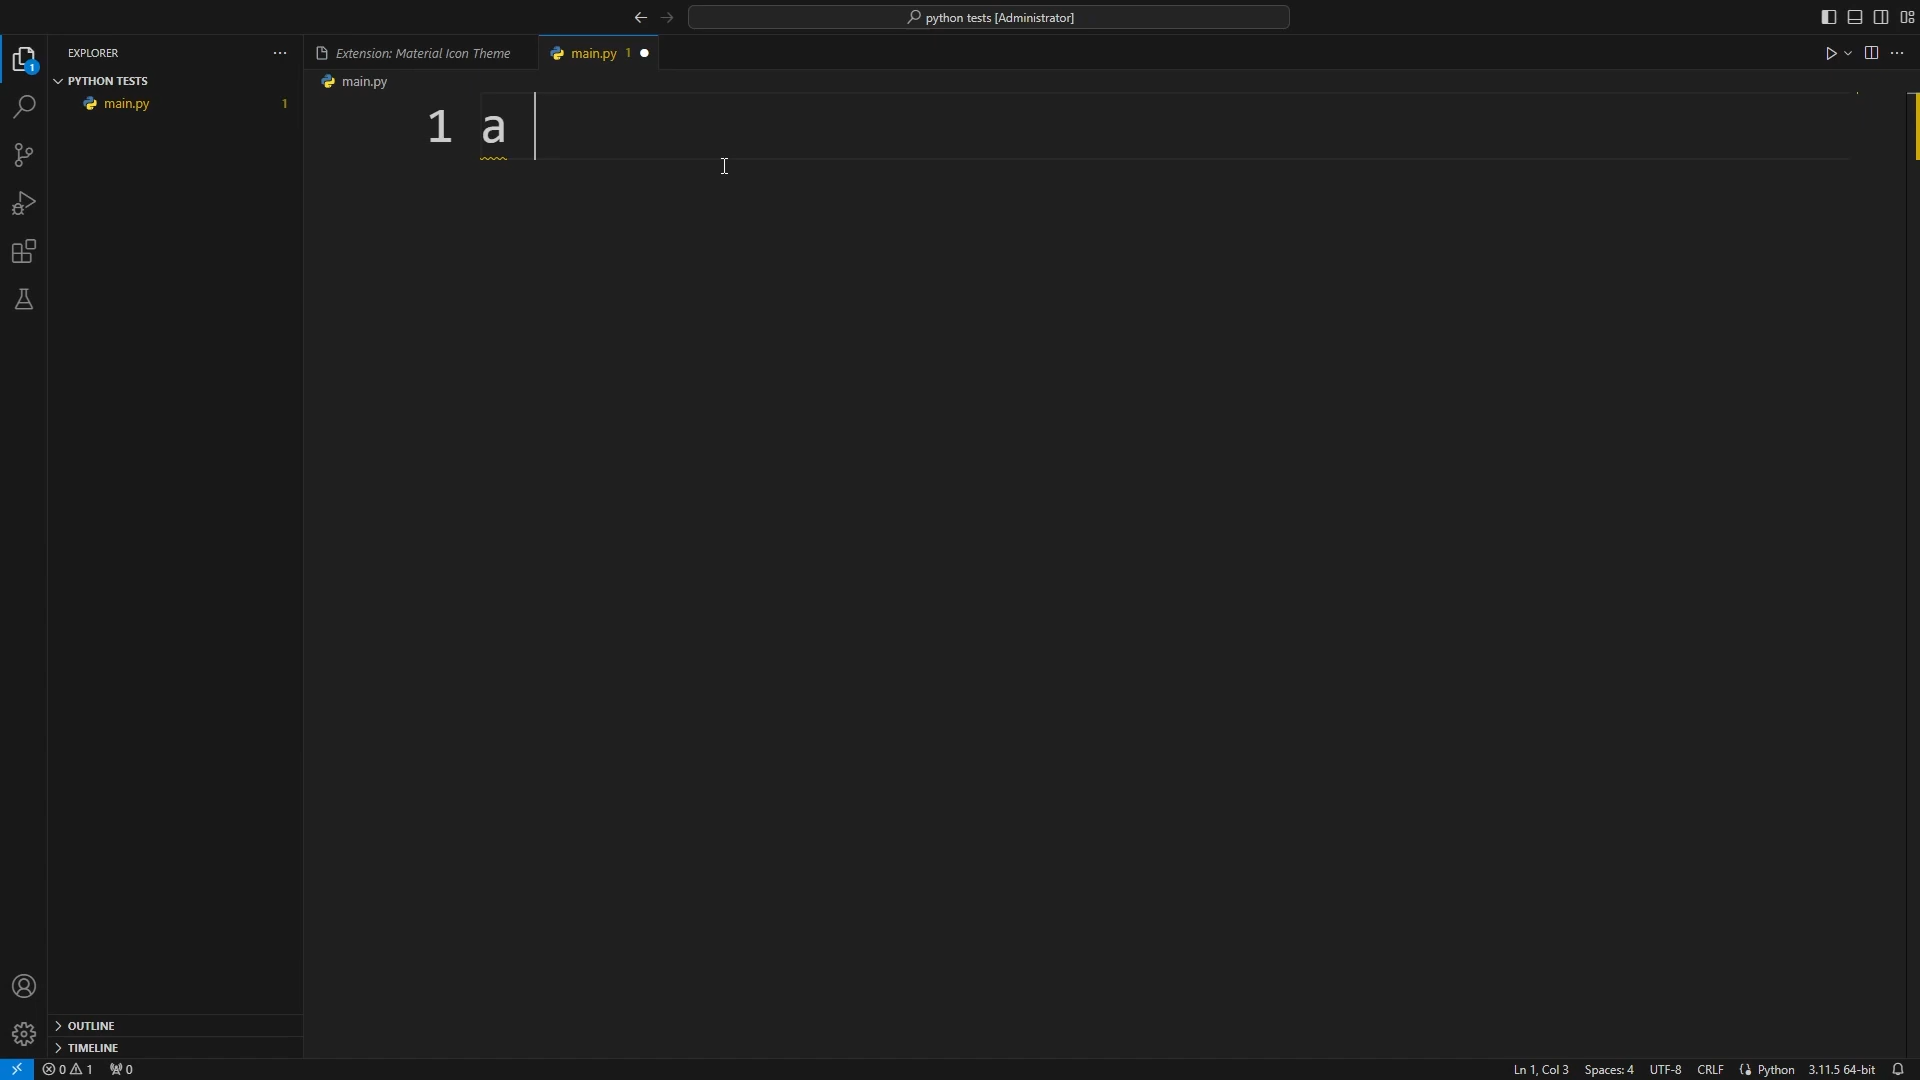 python tests [Administrator]
EXPLORER
Extension: Material Icon Theme
main.py 1
PYTHON TESTS
main.py
main.py 1
1 a
1
OUTLINE
TIMELINE
0 1 0
Ln 1, Col 3 Spaces: 4 UTF-8 CRLF Python 3.11.5 64-bit